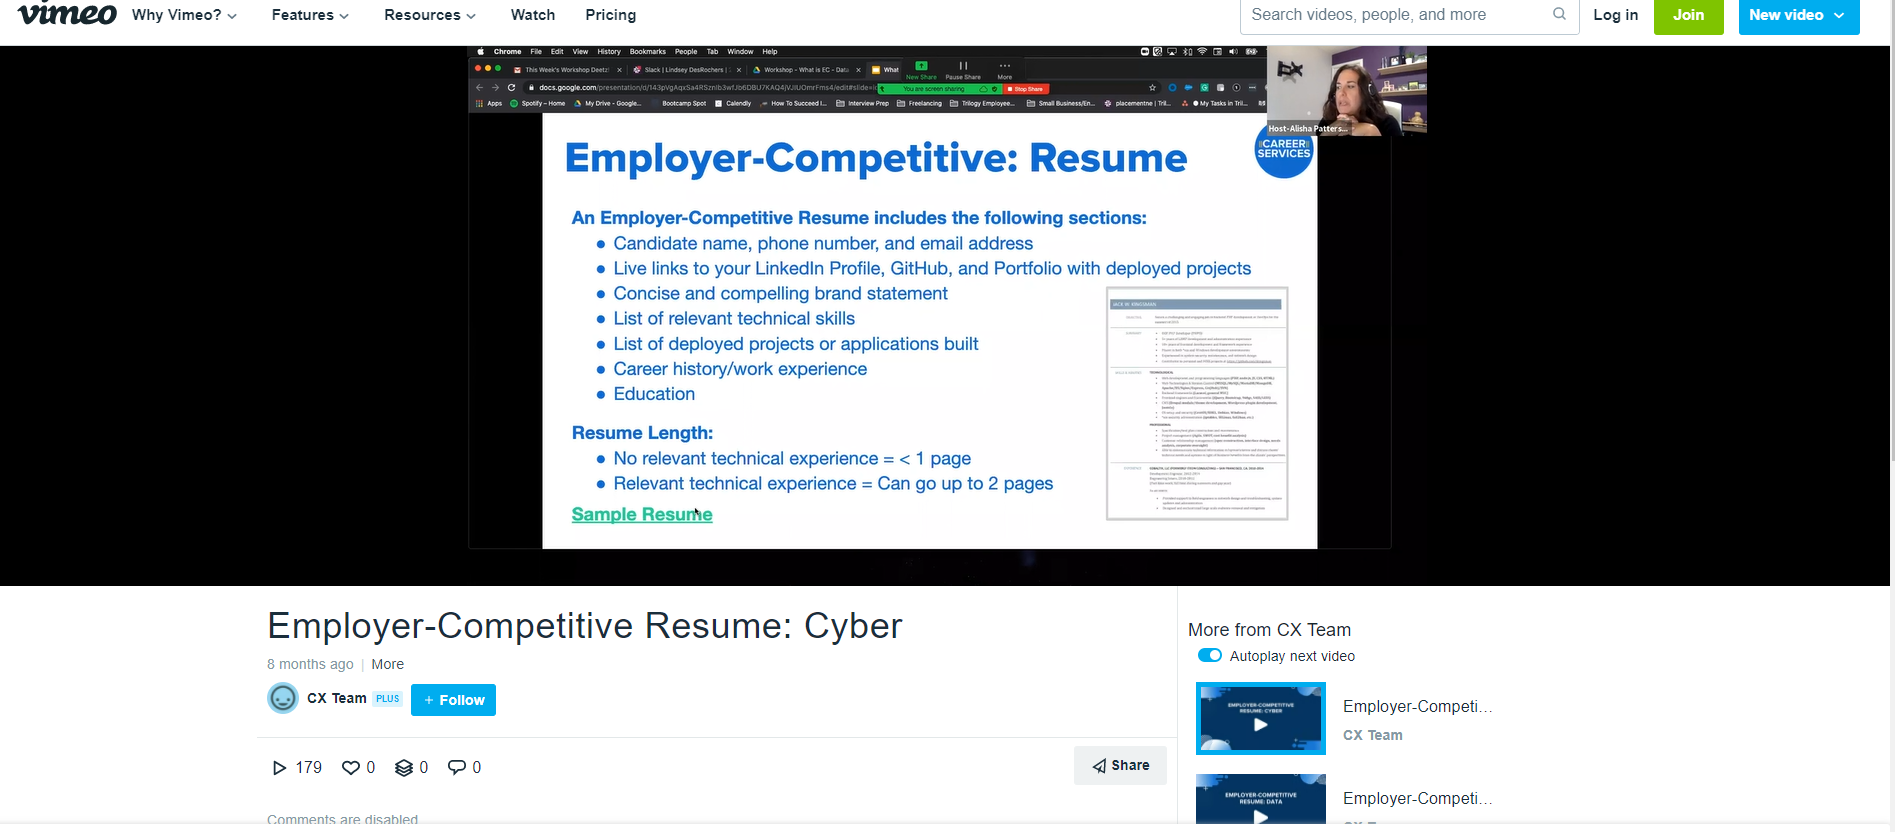 vimeo Why Vimeo? Features Resources Watch Pricing Search videos, people, and more Log in Join New video
Chrome File Edit View History Bookmarks People Tab Window Help
This Week's Workshop Deetz! Slack | Lindsey DesRochers | Workshop - What is EC - Data What New Share Pause Share More
docs.google.com/presentation/d/ You are screen sharing Stop Share
Apps Spotify – Home My Drive - Google... Bootcamp Spot Calendly How To Succeed I... Interview Prep Freelancing Trilogy Employee... Small Business/En... placementne | Tril... My Tasks in Tril...
Host-Alisha Patters...
CAREER
SERVICES
Employer-Competitive: Resume
An Employer-Competitive Resume includes the following sections:
● Candidate name, phone number, and email address
● Live links to your LinkedIn Profile, GitHub, and Portfolio with deployed projects
● Concise and compelling brand statement
● List of relevant technical skills
● List of deployed projects or applications built
● Career history/work experience
● Education
Resume Length:
● No relevant technical experience = < 1 page
● Relevant technical experience = Can go up to 2 pages
Sample Resume
Employer-Competitive Resume: Cyber
8 months ago | More
CX Team PLUS + Follow
179 0 0 0
Share
Comments are disabled
More from CX Team
Autoplay next video
EMPLOYER-COMPETITIVE
RESUME: CYBER
Employer-Competi...
CX Team
EMPLOYER-COMPETITIVE
RESUME: DATA
Employer-Competi...